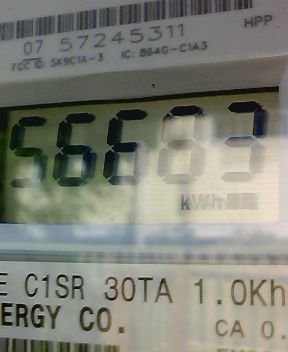 07 57245311
HPP
FCC ID: SK9C1A-3 IC: 864G-C1A3
kWh
E C1SR 30TA 1.0Kh
ERGY CO.
CA 0.